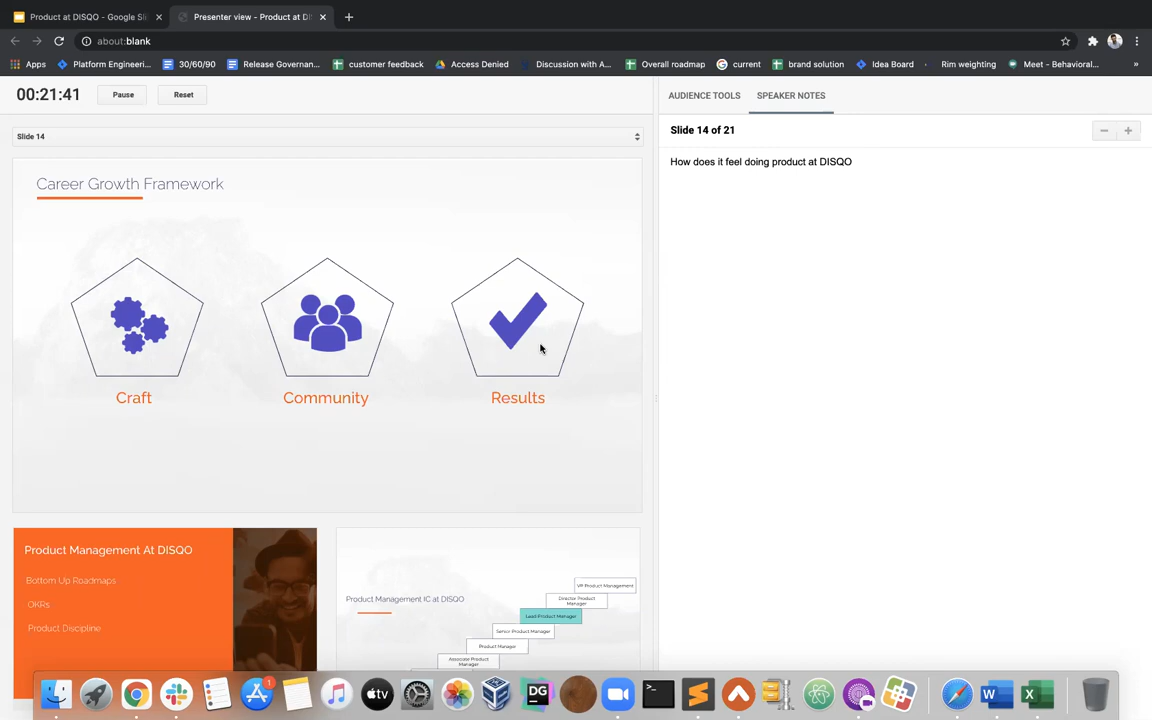 Product at DISQO - Google Sli
Presenter view - Product at DI
about:blank
Apps
Platform Engineeri...
30/60/90
Release Governan...
customer feedback
Access Denied
Discussion with A...
Overall roadmap
current
brand solution
Idea Board
Rim weighting
Meet - Behavioral...
»
00:21:41
Pause
Reset
AUDIENCE TOOLS
SPEAKER NOTES
Slide 14
Slide 14 of 21
How does it feel doing product at DISQO
Career Growth Framework
Craft
Community
Results
Product Management At DISQO
Bottom Up Roadmaps
OKRs
Product Discipline
Product Management IC at DISQO
VP Product Management
Director Product
Manager
Lead Product Manager
Senior Product Manager
Product Manager
Associate Product
Manager
1
DG
W
X